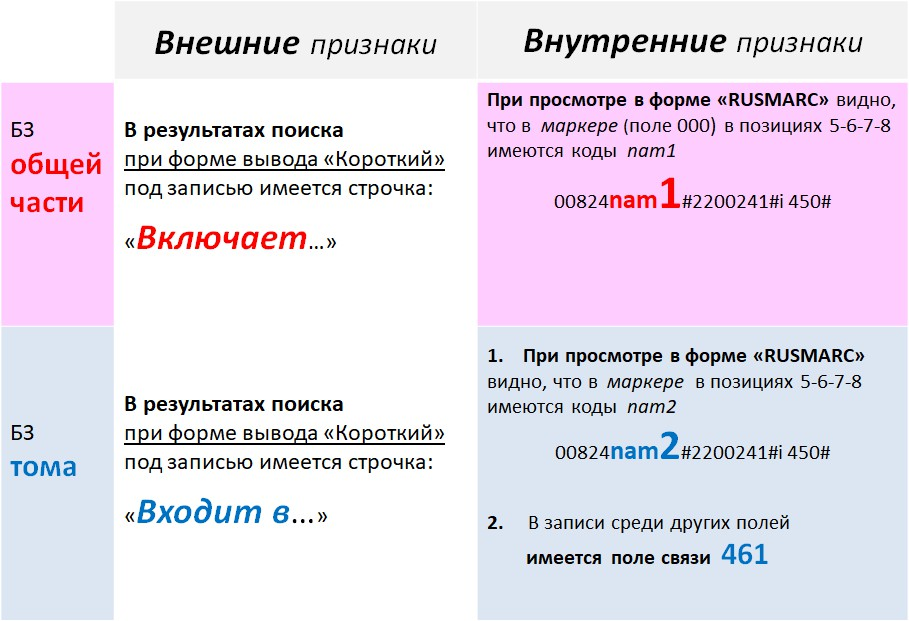 Внешние признаки
Внутренние признаки
БЗ
общей
части
В результатах поиска
при форме вывода «Короткий»
под записью имеется строчка:
«Включает…»
При просмотре в форме «RUSMARC» видно,
что в маркере (поле 000) в позициях 5-6-7-8
имеются коды nam1
00824nam1#2200241#i 450#
БЗ
тома
В результатах поиска
при форме вывода «Короткий»
под записью имеется строчка:
«Входит в…»
1. При просмотре в форме «RUSMARC»
видно, что в маркере в позициях 5-6-7-8
имеются коды nam2
00824nam2#2200241#i 450#
2. В записи среди других полей
имеется поле связи 461